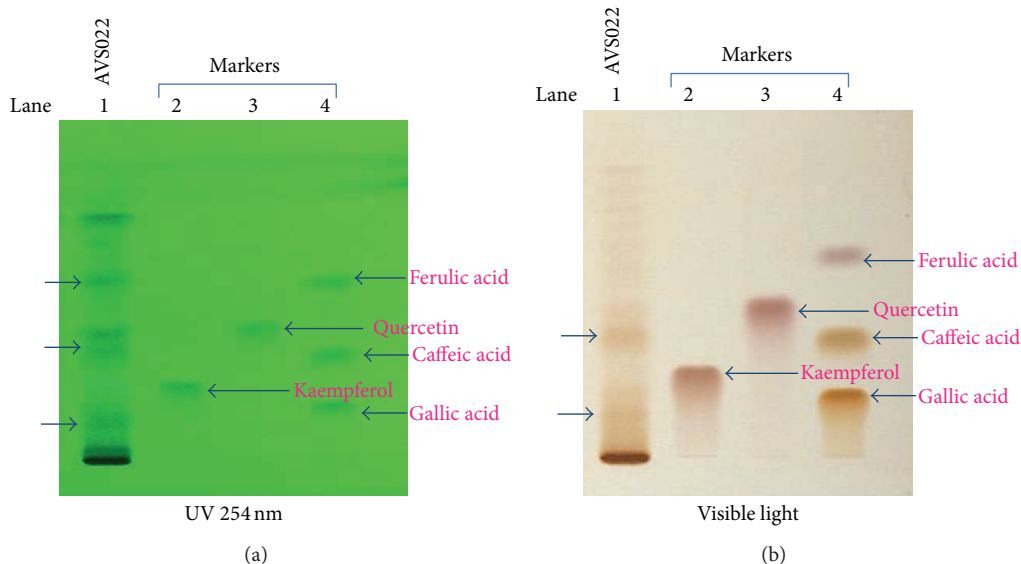 AVS022
Markers
Lane 1 2 3 4
Ferulic acid
Quercetin
Caffeic acid
Kaempferol
Gallic acid
UV 254 nm
(a)
AVS022
Markers
Lane 1 2 3 4
Ferulic acid
Quercetin
Caffeic acid
Kaempferol
Gallic acid
Visible light
(b)